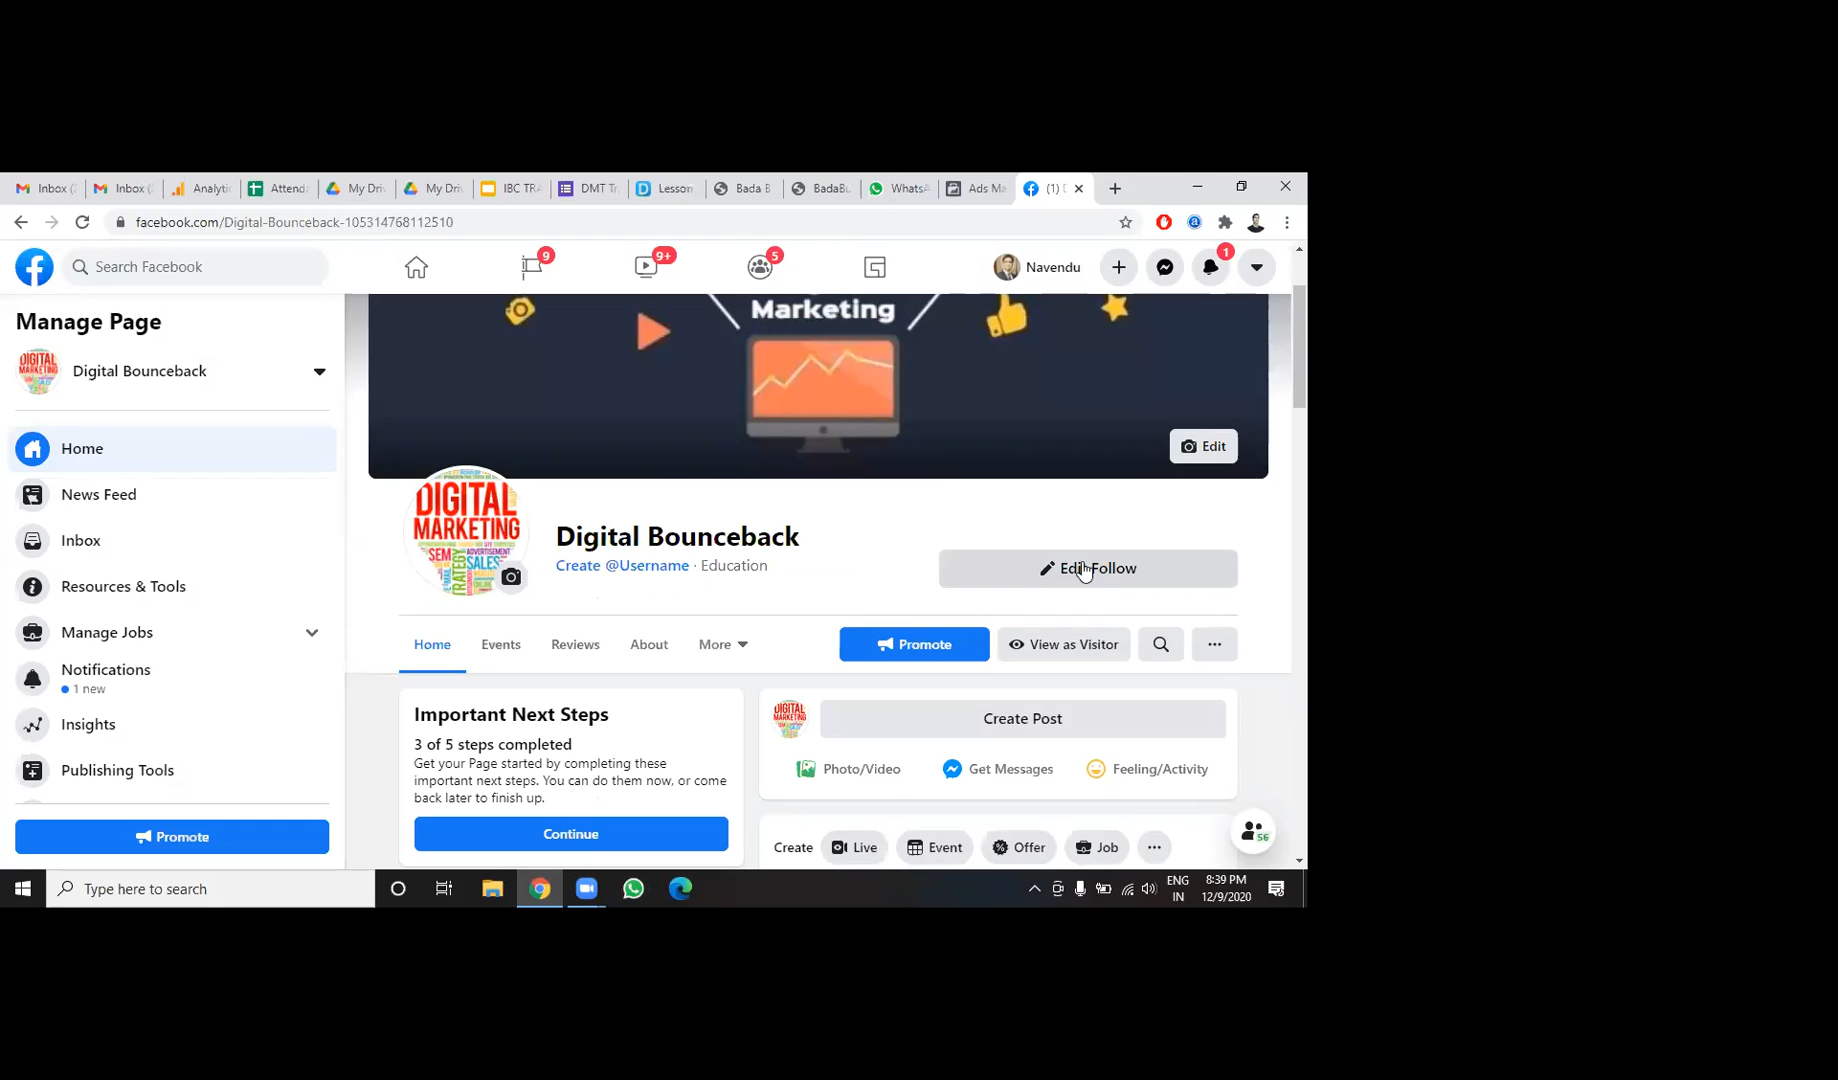 Inbox (
Inbox (
Analytic
Attend
My Dri
My Dri
IBC TRA
DMT Tr
Lesson
Bada B
BadaBu
WhatsA
Ads Ma
(1) D
facebook.com/Digital-Bounceback-105314768112510
Search Facebook
9
9+
5
Navendu
1
Manage Page
Digital Bounceback
Home
News Feed
Inbox
Resources & Tools
Manage Jobs
Notifications
1 new
Insights
Publishing Tools
Promote
Marketing
Edit
DIGITAL
MARKETING
SEM
ADVERTISEMENT
SALES
STRATEGY
Digital Bounceback
Create @Username · Education
Edit Follow
Home
Events
Reviews
About
More
Promote
View as Visitor
Important Next Steps
3 of 5 steps completed
Get your Page started by completing these
important next steps. You can do them now, or come
back later to finish up.
Continue
Create Post
Photo/Video
Get Messages
Feeling/Activity
Create
Live
Event
Offer
Job
56
Type here to search
ENG
IN
8:39 PM
12/9/2020